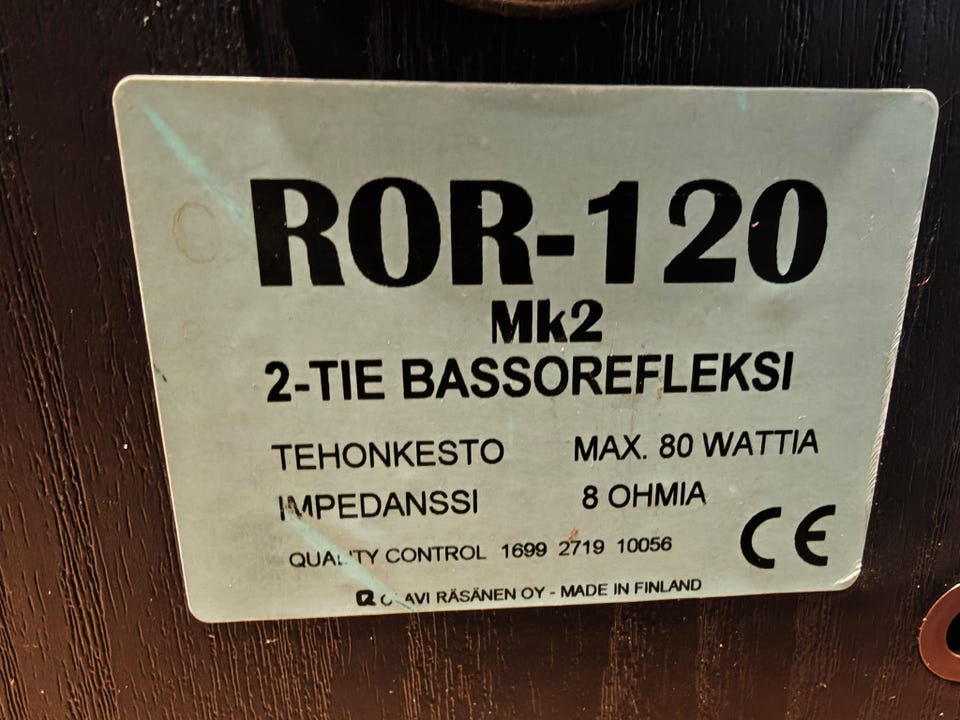 ROR-120
Mk2
2-TIE BASSOREFLEKSI
TEHONKESTO MAX. 80 WATTIA
IMPEDANSSI 8 OHMIA
QUALITY CONTROL 1699 2719 10056
CE
OLAVI RÄSÄNEN OY - MADE IN FINLAND